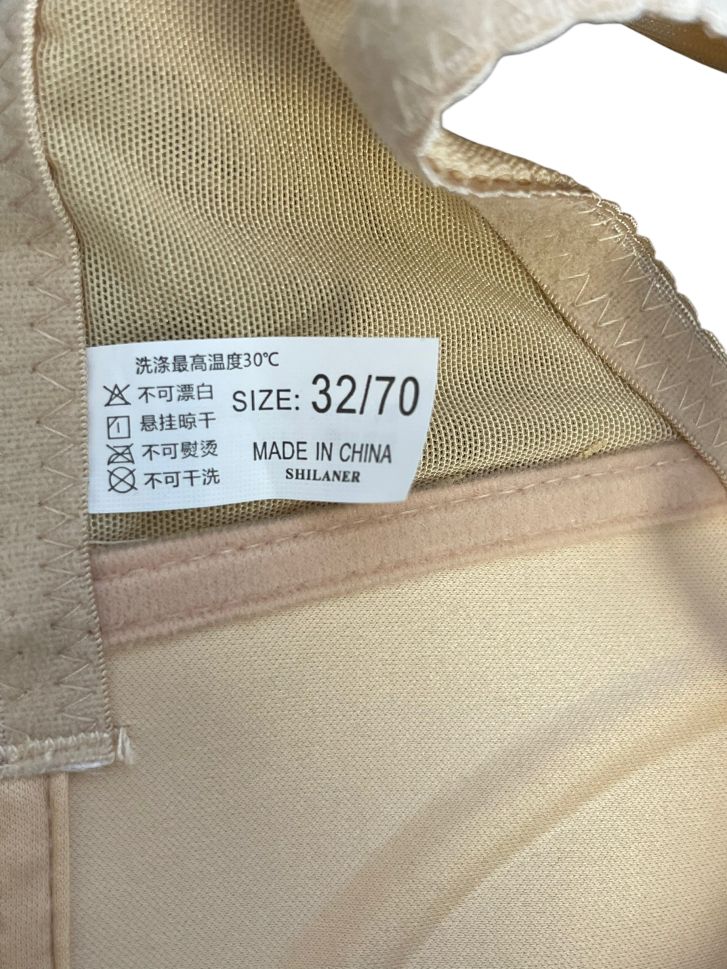 洗涤最高温度30℃
不可漂白
悬挂晾干
不可熨烫
不可干洗
SIZE: 32/70
MADE IN CHINA
SHILANER